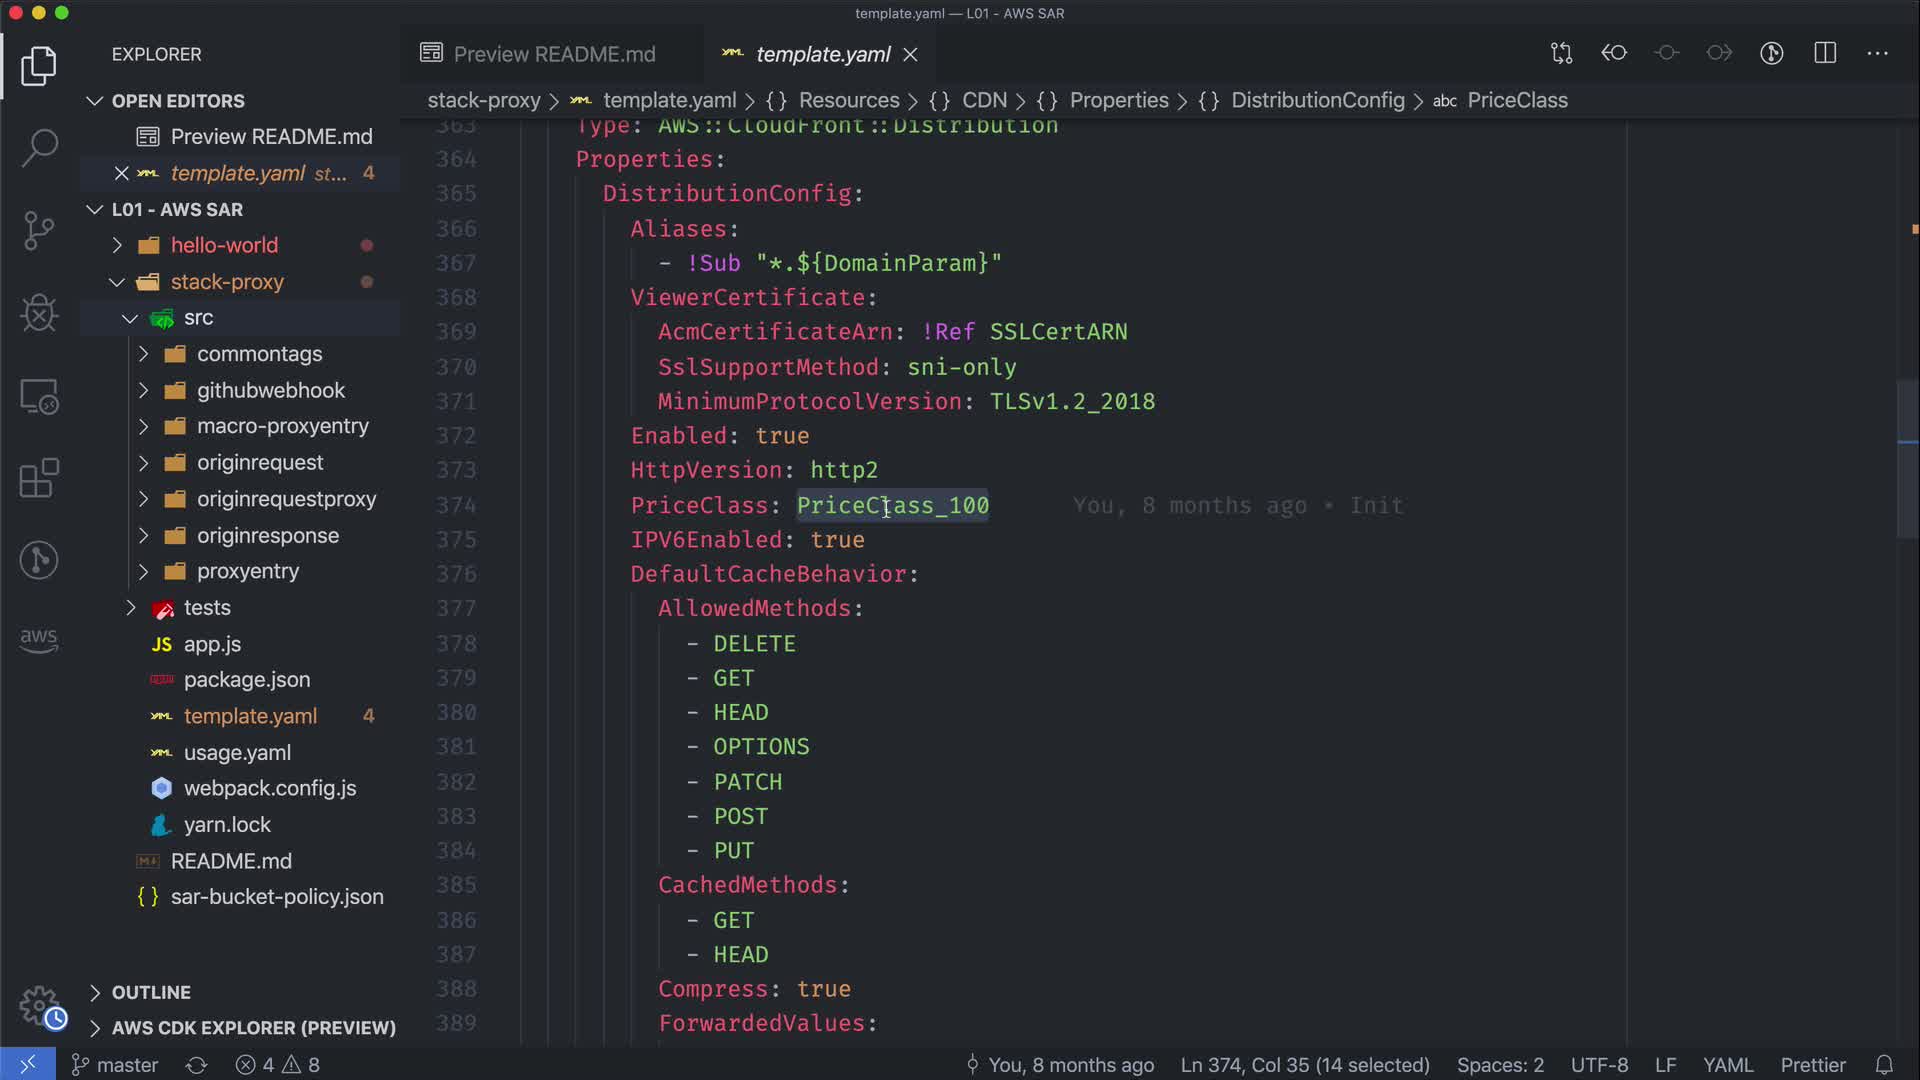 template.yaml — L01 - AWS SAR
EXPLORER
Preview README.md
template.yaml
OPEN EDITORS
Preview README.md
template.yaml st... 4
L01 - AWS SAR
hello-world
stack-proxy
src
commontags
githubwebhook
macro-proxyentry
originrequest
originrequestproxy
originresponse
proxyentry
tests
JS app.js
package.json
template.yaml 4
usage.yaml
webpack.config.js
yarn.lock
README.md
{ } sar-bucket-policy.json
OUTLINE
AWS CDK EXPLORER (PREVIEW)
aws
stack-proxy > template.yaml > {} Resources > {} CDN > {} Properties > {} DistributionConfig > abc PriceClass
363 Type: AWS::CloudFront::Distribution
364 Properties:
365 DistributionConfig:
366 Aliases:
367 - !Sub "*.${DomainParam}"
368 ViewerCertificate:
369 AcmCertificateArn: !Ref SSLCertARN
370 SslSupportMethod: sni-only
371 MinimumProtocolVersion: TLSv1.2_2018
372 Enabled: true
373 HttpVersion: http2
374 PriceClass: PriceClass_100 You, 8 months ago • Init
375 IPV6Enabled: true
376 DefaultCacheBehavior:
377 AllowedMethods:
378 - DELETE
379 - GET
380 - HEAD
381 - OPTIONS
382 - PATCH
383 - POST
384 - PUT
385 CachedMethods:
386 - GET
387 - HEAD
388 Compress: true
389 ForwardedValues:
master 4 8 You, 8 months ago Ln 374, Col 35 (14 selected) Spaces: 2 UTF-8 LF YAML Prettier